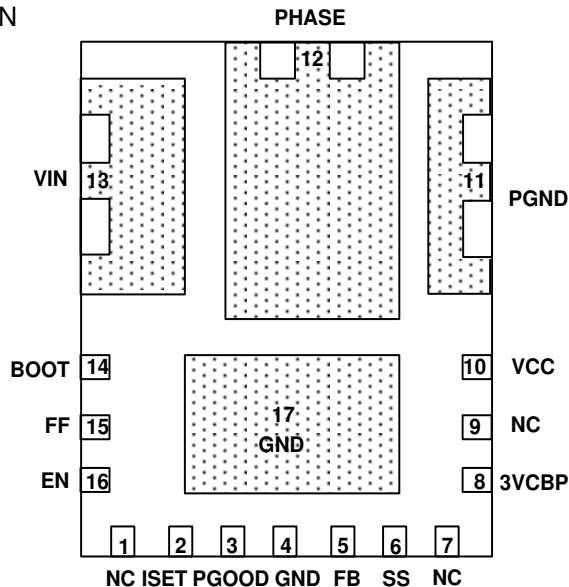 N
PHASE
12
VIN 13
11 PGND
BOOT 14
10 VCC
17
GND
FF 15
9 NC
EN 16
8 3VCBP
1 2 3 4 5 6 7
NC ISET PGOOD GND FB SS NC